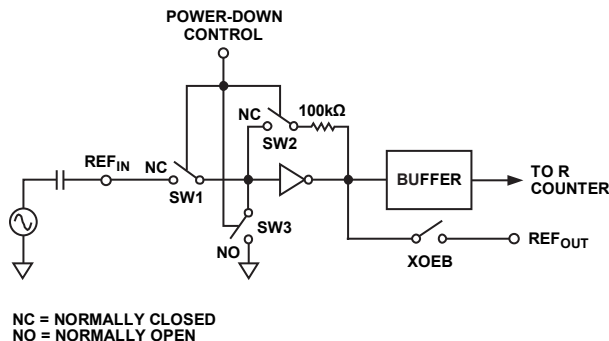 POWER-DOWN
CONTROL
NC
100kΩ
SW2
REFIN
NC
SW1
SW3
NO
BUFFER
TO R
COUNTER
XOEB
REFOUT
NC = NORMALLY CLOSED
NO = NORMALLY OPEN